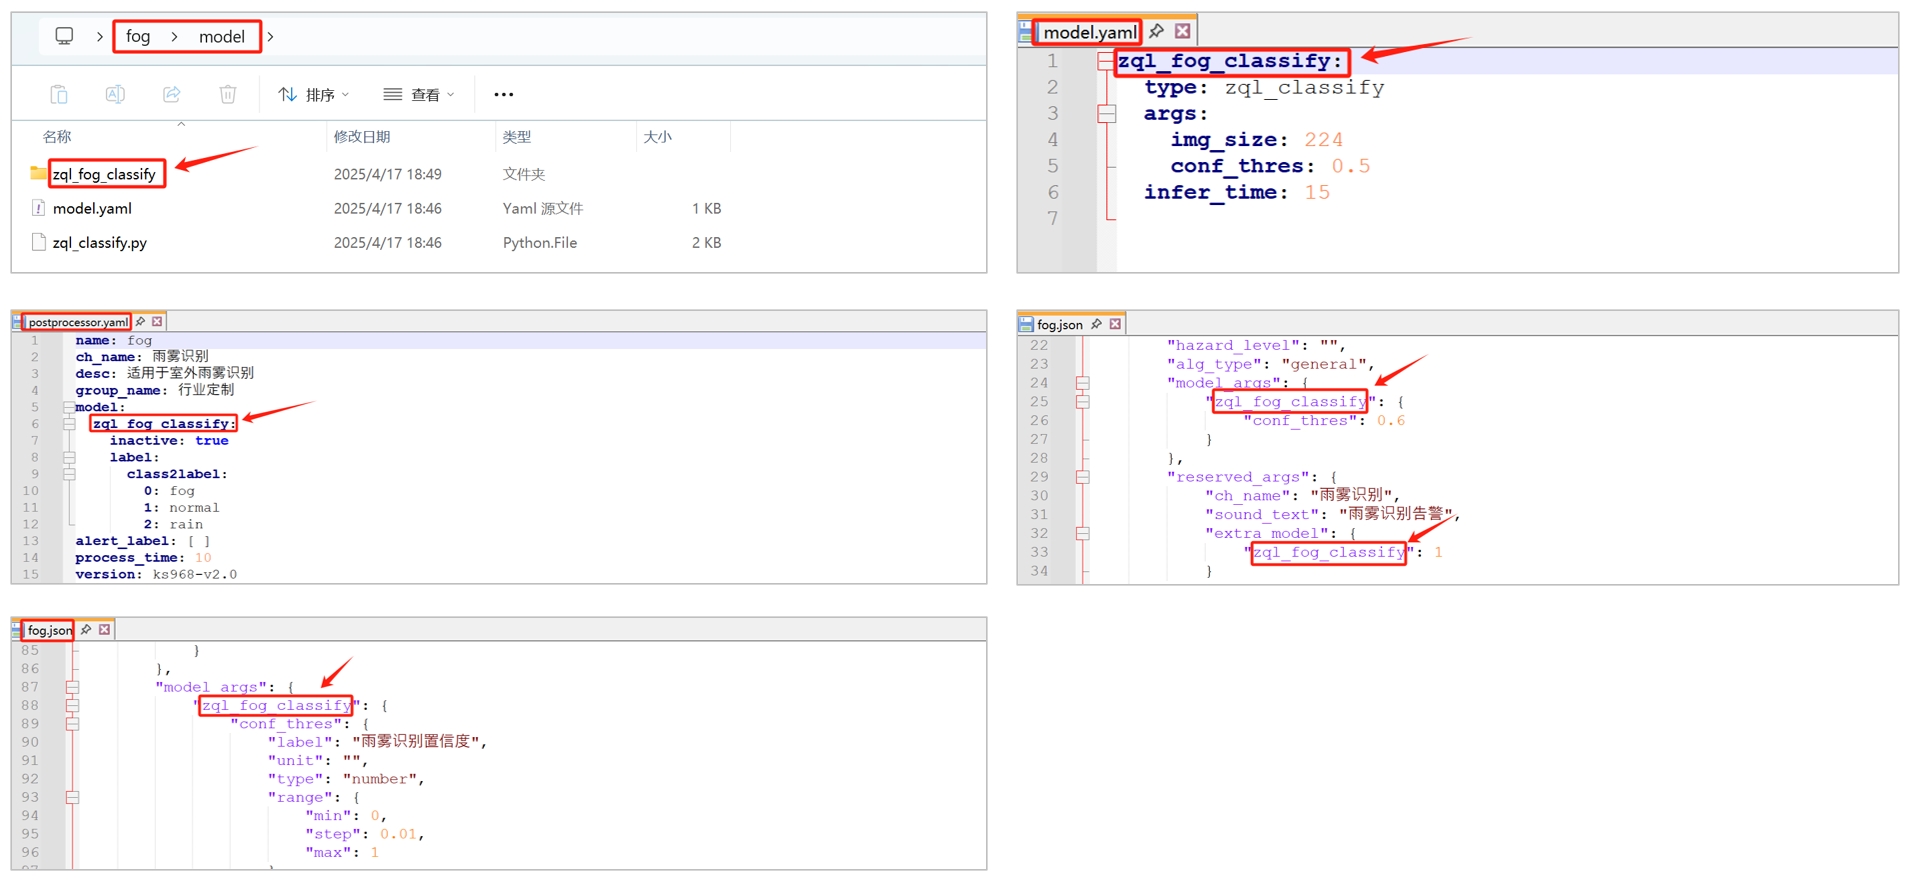 fog > model >
排序 查看 ...
名称 修改日期 类型 大小
zql_fog_classify 2025/4/17 18:49 文件夹
model.yaml 2025/4/17 18:46 Yaml 源文件 1 KB
zql_classify.py 2025/4/17 18:46 Python.File 2 KB
model.yaml
1 zql_fog_classify:
2 type: zql_classify
3 args:
4 img_size: 224
5 conf_thres: 0.5
6 infer_time: 15
7
postprocessor.yaml
1 name: fog
2 ch_name: 雨雾识别
3 desc: 适用于室外雨雾识别
4 group_name: 行业定制
5 model:
6 zql_fog_classify:
7 inactive: true
8 label:
9 class2label:
10 0: fog
11 1: normal
12 2: rain
13 alert_label: [ ]
14 process_time: 10
15 version: ks968-v2.0
fog.json
22 "hazard_level": "",
23 "alg_type": "general",
24 "model_args": {
25 "zql_fog_classify": {
26 "conf_thres": 0.6
27 }
28 },
29 "reserved_args": {
30 "ch_name": "雨雾识别",
31 "sound_text": "雨雾识别告警",
32 "extra_model": {
33 "zql_fog_classify": 1
34 }
fog.json
85 }
86 },
87 "model_args": {
88 "zql_fog_classify": {
89 "conf_thres": {
90 "label": "雨雾识别置信度",
91 "unit": "",
92 "type": "number",
93 "range": {
94 "min": 0,
95 "step": 0.01,
96 "max": 1